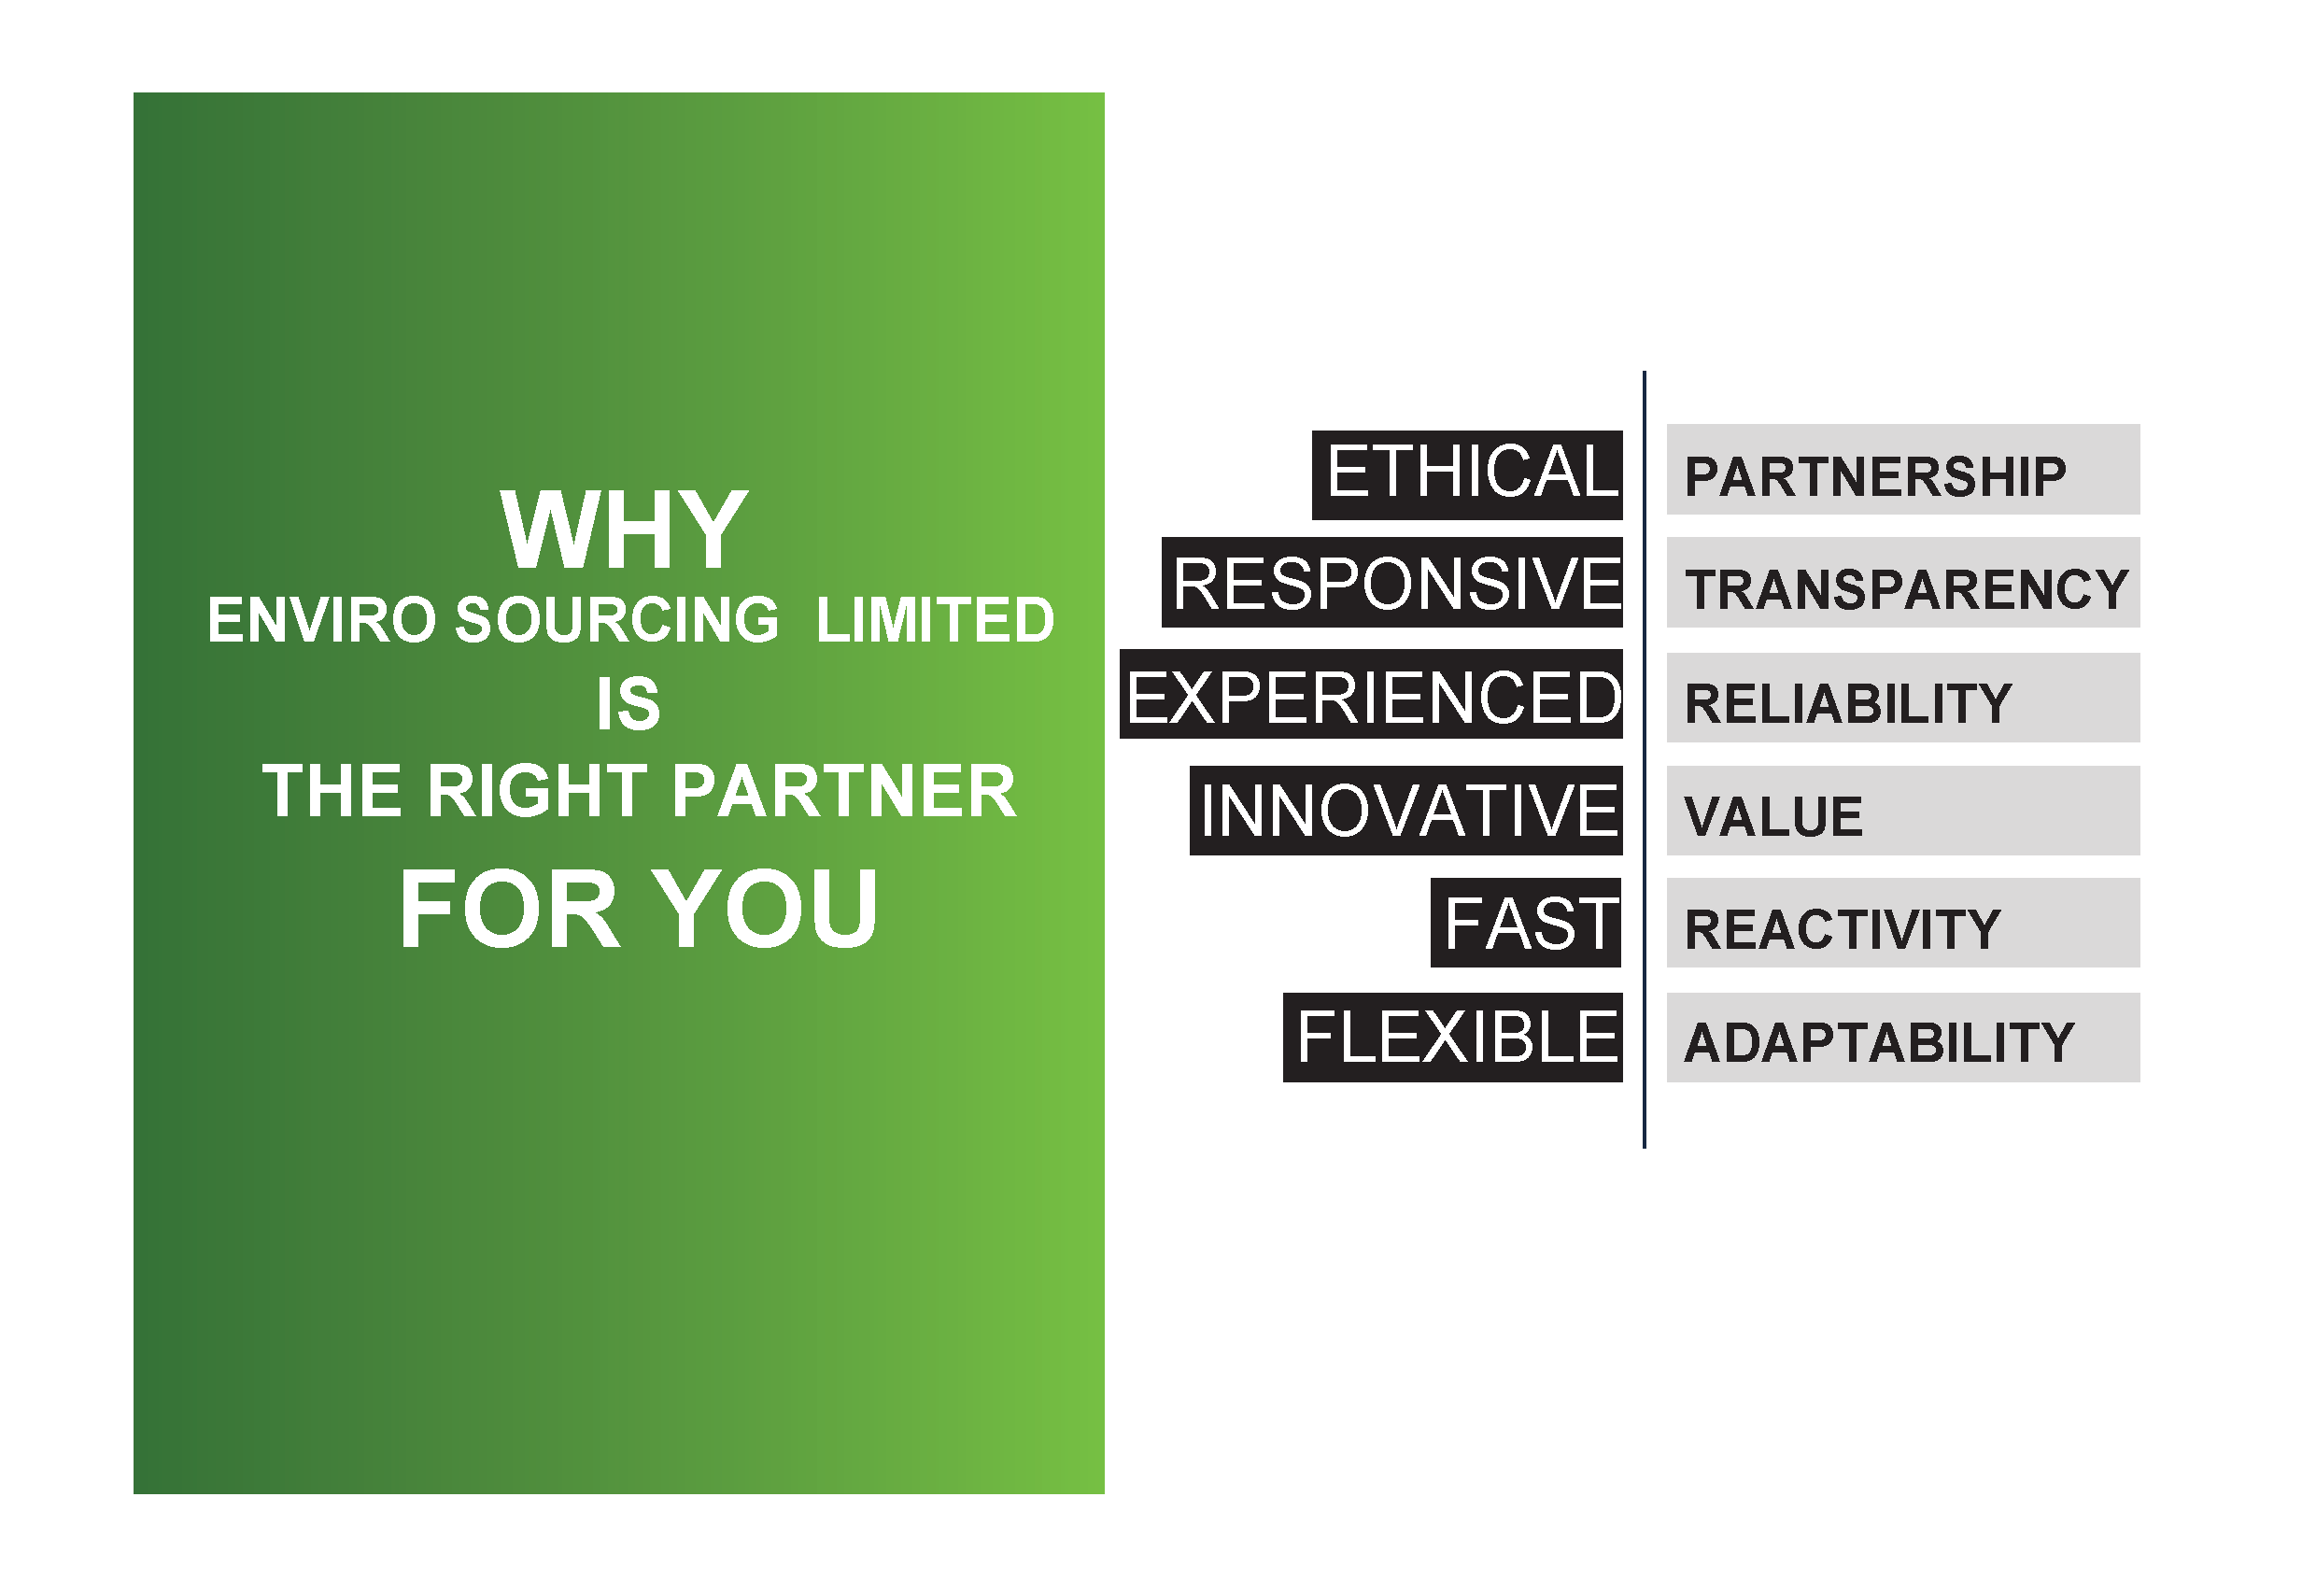 WHY
ENVIRO SOURCING LIMITED
IS
THE RIGHT PARTNER
FOR YOU
ETHICAL PARTNERSHIP
RESPONSIVE TRANSPARENCY
EXPERIENCED RELIABILITY
INNOVATIVE VALUE
FAST REACTIVITY
FLEXIBLE ADAPTABILITY